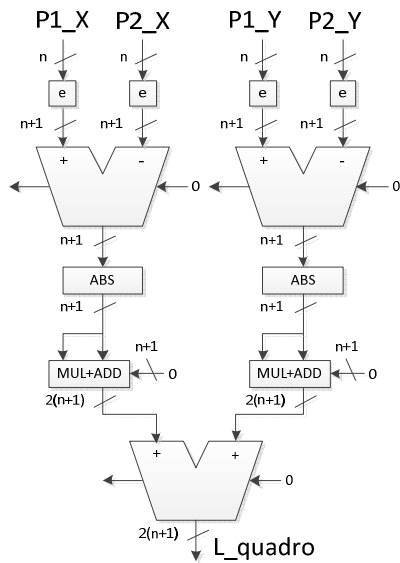 P1_X P2_X P1_Y P2_Y
n n n n
e e e e
n+1 n+1 n+1 n+1
+ - 0 + - 0
n+1 n+1
ABS ABS
n+1 n+1
n+1 n+1
MUL+ADD 0 MUL+ADD 0
2(n+1) 2(n+1)
+ +
0
2(n+1)
L_quadro